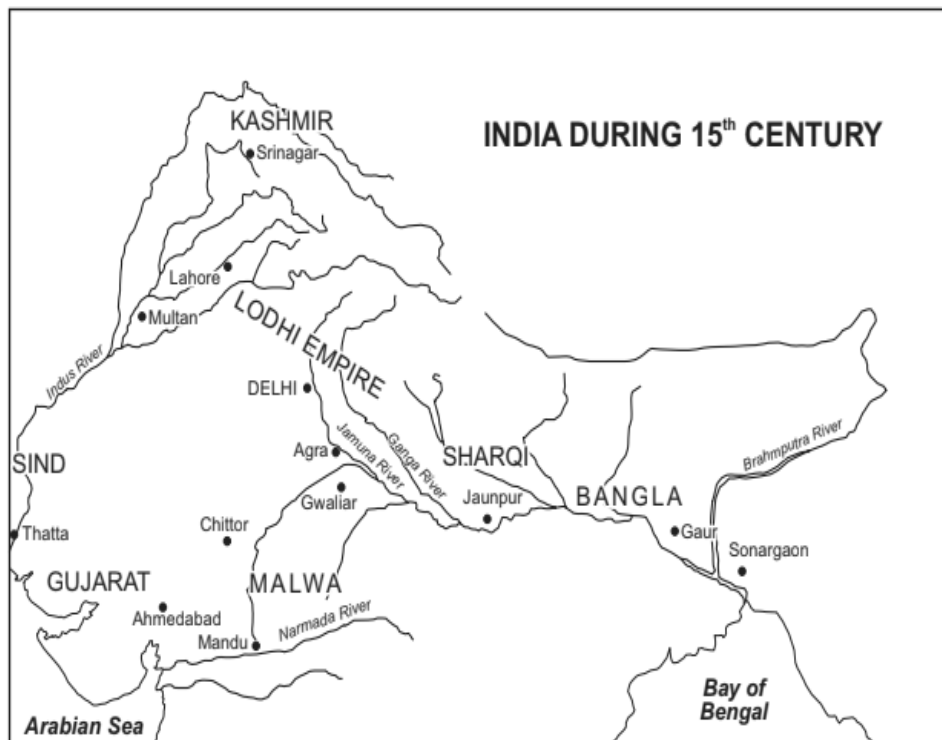 INDIA DURING 15th CENTURY
KASHMIR
Srinagar
Lahore
Multan
LODHI EMPIRE
Indus River
DELHI
Agra
Jamuna River
Ganga River
SHARQI
Brahmputra River
SIND
Gwaliar
Jaunpur
BANGLA
Thatta
Chittor
Gaur
Sonargaon
GUJARAT
MALWA
Ahmedabad
Mandu
Narmada River
Arabian Sea
Bay of
Bengal